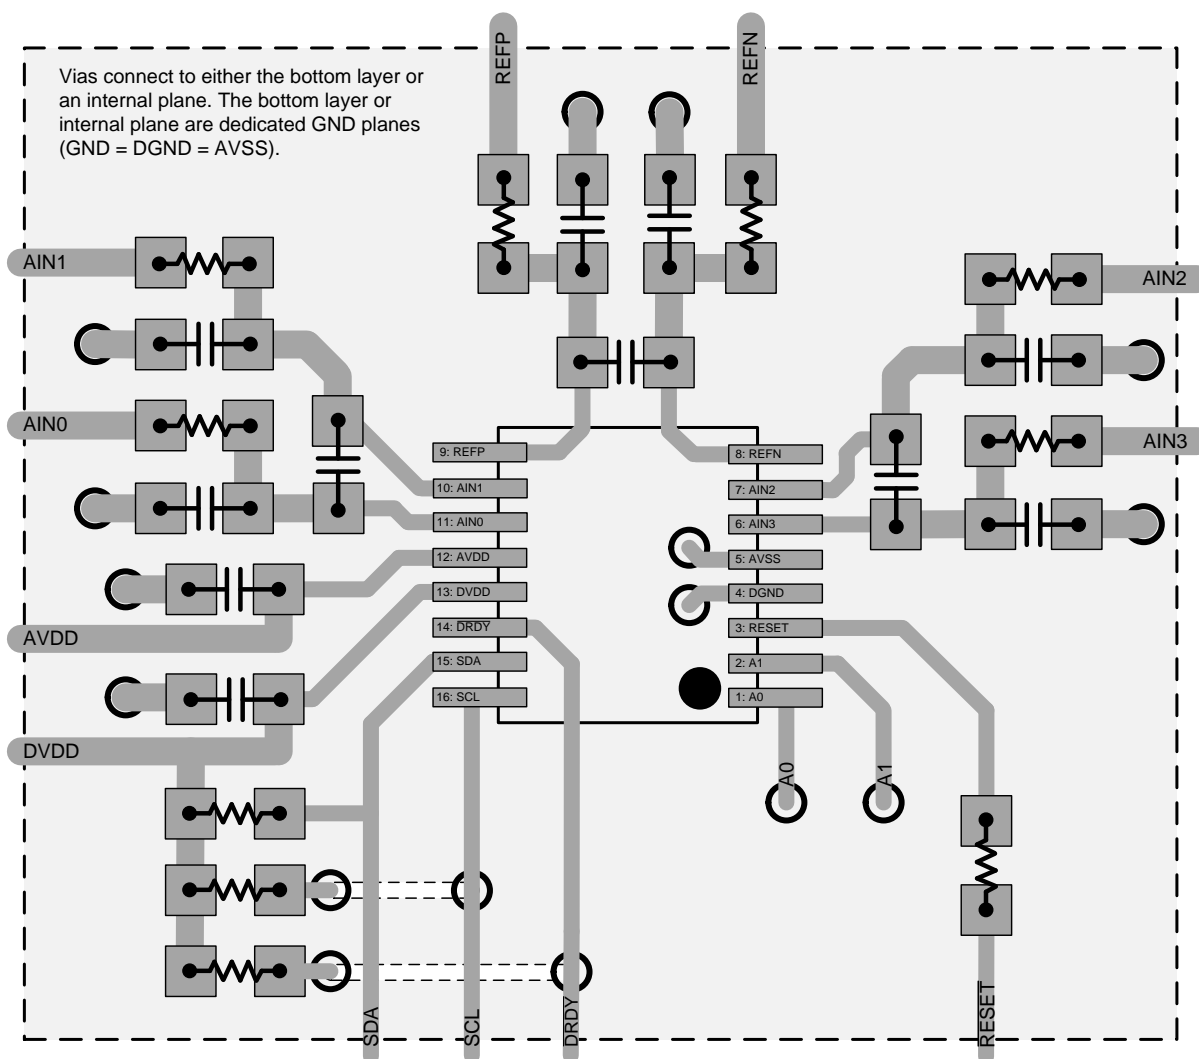 REFP
REFN
Vias connect to either the bottom layer or
an internal plane. The bottom layer or
internal plane are dedicated GND planes
(GND = DGND = AVSS).
AIN1
AIN2
AIN0
AIN3
9: REFP
8: REFN
10: AIN1
7: AIN2
11: AIN0
6: AIN3
12: AVDD
5: AVSS
13: DVDD
4: DGND
14: DRDY
3: RESET
15: SDA
2: A1
16: SCL
1: A0
AVDD
DVDD
A0
A1
SDA
SCL
DRDY
RESET